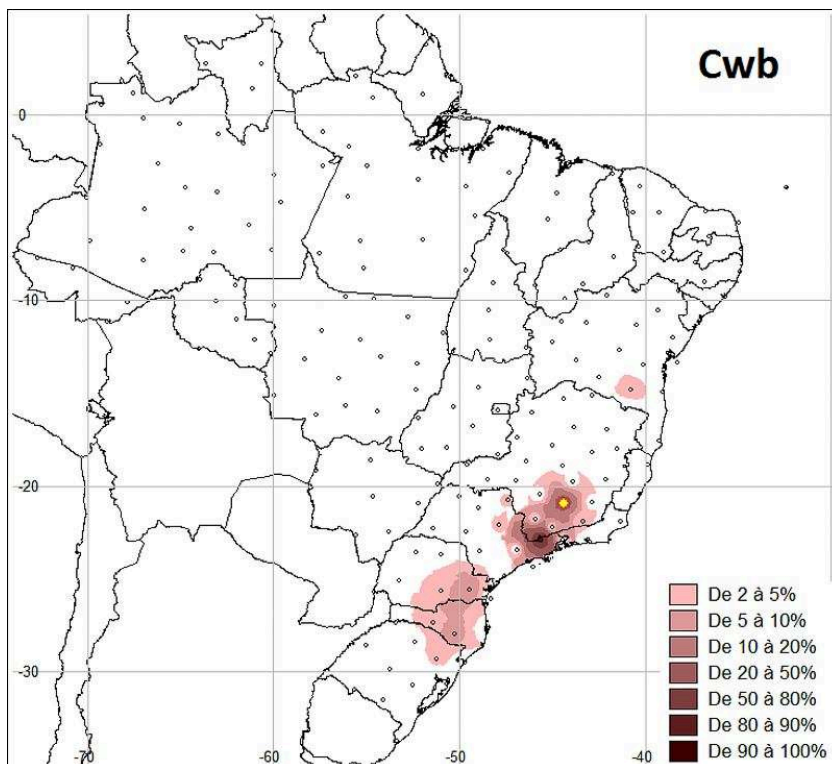 Cwb
0
-10
-20
-30
-70
-60
-50
-40
De 2 à 5%
De 5 à 10%
De 10 à 20%
De 20 à 50%
De 50 à 80%
De 80 à 90%
De 90 à 100%